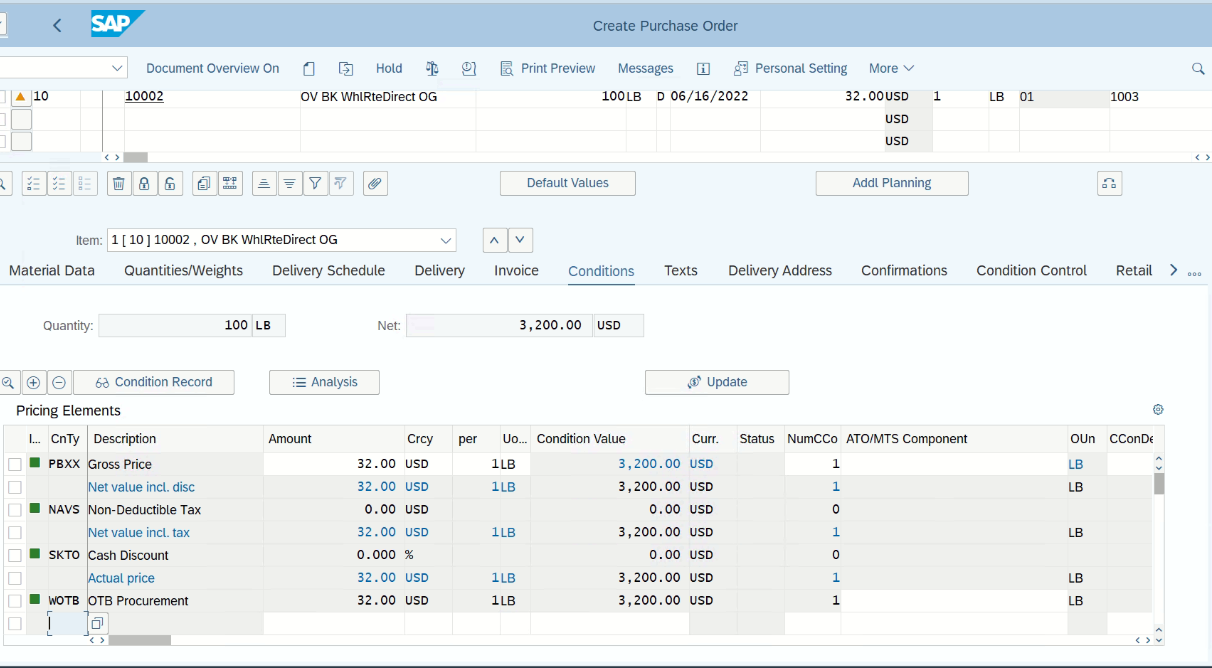 SAP Create Purchase Order
Document Overview On Hold Print Preview Messages Personal Setting More
10 10002 OV BK WhlRteDirect OG 100 LB D 06/16/2022 32.00 USD 1 LB 01 1003
USD
USD
Default Values Addl Planning
Item: 1 [ 10 ] 10002 , OV BK WhlRteDirect OG
Material Data Quantities/Weights Delivery Schedule Delivery Invoice Conditions Texts Delivery Address Confirmations Condition Control Retail
Quantity: 100 LB Net: 3,200.00 USD
Condition Record Analysis Update
Pricing Elements
I... CnTy Description Amount Crcy per Uo... Condition Value Curr. Status NumCCo ATO/MTS Component OUn CConDe
PBXX Gross Price 32.00 USD 1 LB 3,200.00 USD 1 LB
Net value incl. disc 32.00 USD 1 LB 3,200.00 USD 1 LB
NAVS Non-Deductible Tax 0.00 USD 0.00 USD 0
Net value incl. tax 32.00 USD 1 LB 3,200.00 USD 1 LB
SKTO Cash Discount 0.000 % 0.00 USD 0
Actual price 32.00 USD 1 LB 3,200.00 USD 1 LB
WOTB OTB Procurement 32.00 USD 1 LB 3,200.00 USD 1 LB